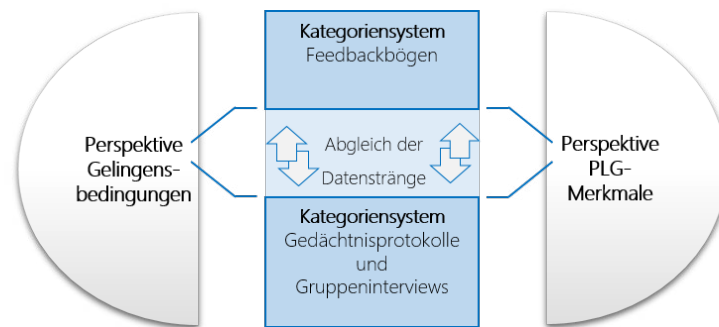 Kategoriensystem
Feedbackbögen
Perspektive
Gelingens-
bedingungen
Abgleich der
Datenstränge
Perspektive
PLG-
Merkmale
Kategoriensystem
Gedächtnisprotokolle
und
Gruppeninterviews